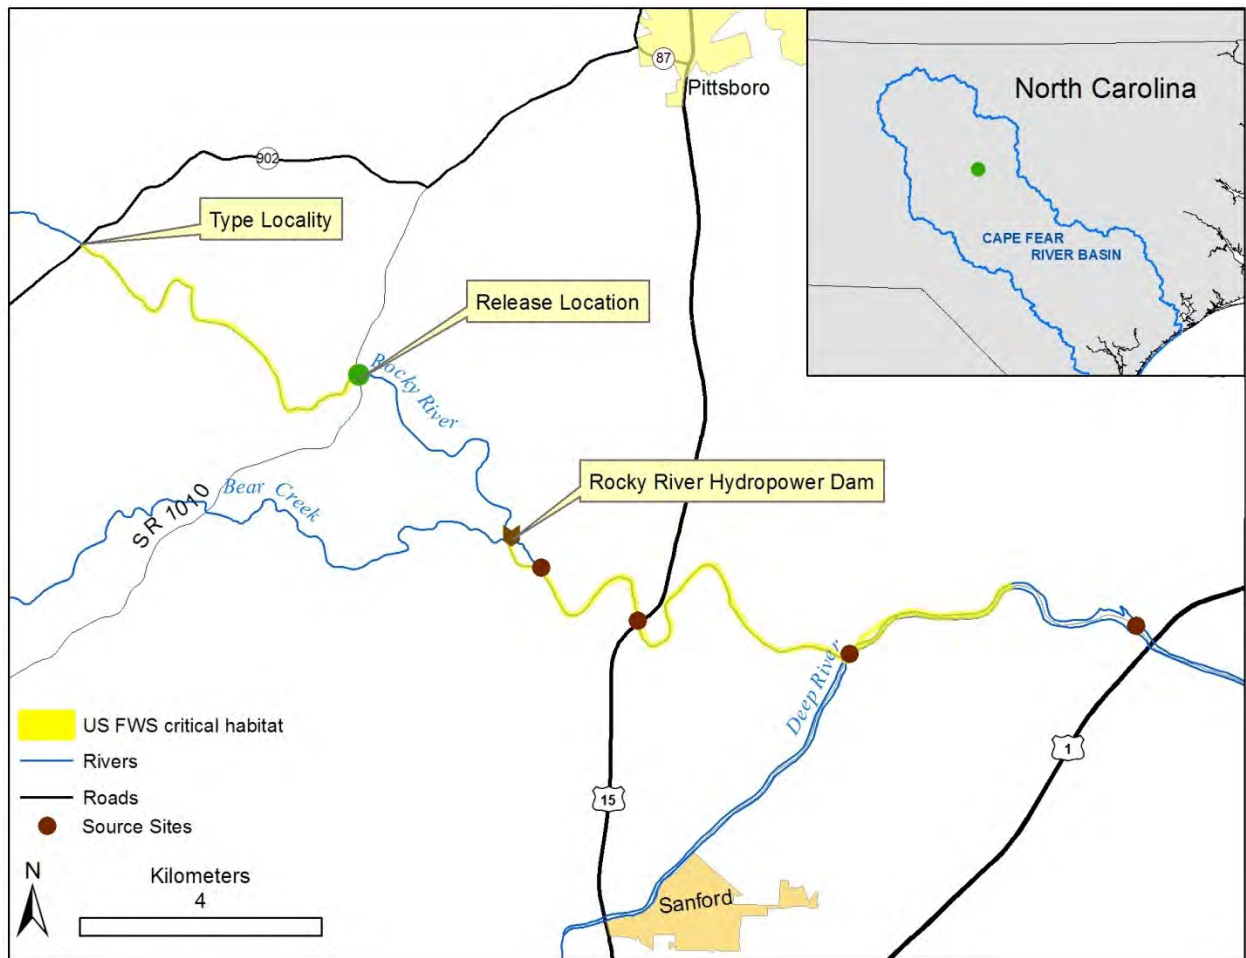 87
Pittsboro
North Carolina
902
Type Locality
CAPE FEAR
RIVER BASIN
Release Location
Rocky River
Rocky River Hydropower Dam
Bear Creek
SR 1010
Deep River
US FWS critical habitat
Rivers
Roads
Source Sites
1
15
N
Kilometers
4
Sanford